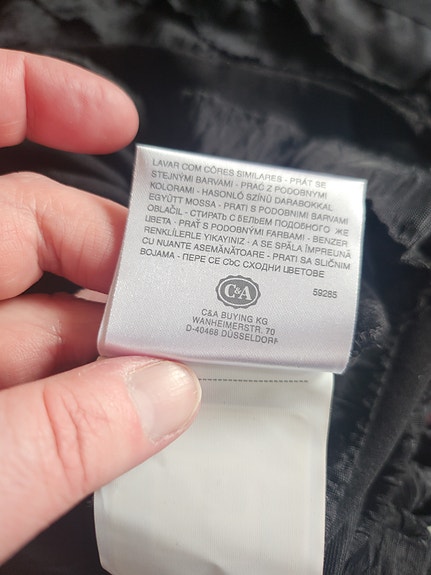 LAVAR COM CÔRES SIMILARES - PRÁT SE
STEJNÝMI BARVAMI - PRAĆ Z PODOBNYMI
KOLORAMI - HASONLÓ SZÍNŰ DARABOKKAL
EGYÜTT MOSSA - PRATI S PODOBNIMI BARVAMI
OBLAČIL - СТИРАТЬ С БЕЛЬЕМ ПОДОБНОГО ЖЕ
ЦВЕТА - PRAŤ S PODOBNÝMI FARBAMI - BENZER
RENKLİLERLE YIKAYINIZ - A SE SPĂLA ÎMPREUNĂ
CU NUANTE ASEMĂNĂTOARE - PRATI SA SLIČNIM
BOJAMA - ПЕРЕ СЕ СЪС СХОДНИ ЦВЕТОВЕ
C&A
59285
C&A BUYING KG
WANHEIMERSTR. 70
D-40468 DÜSSELDORF